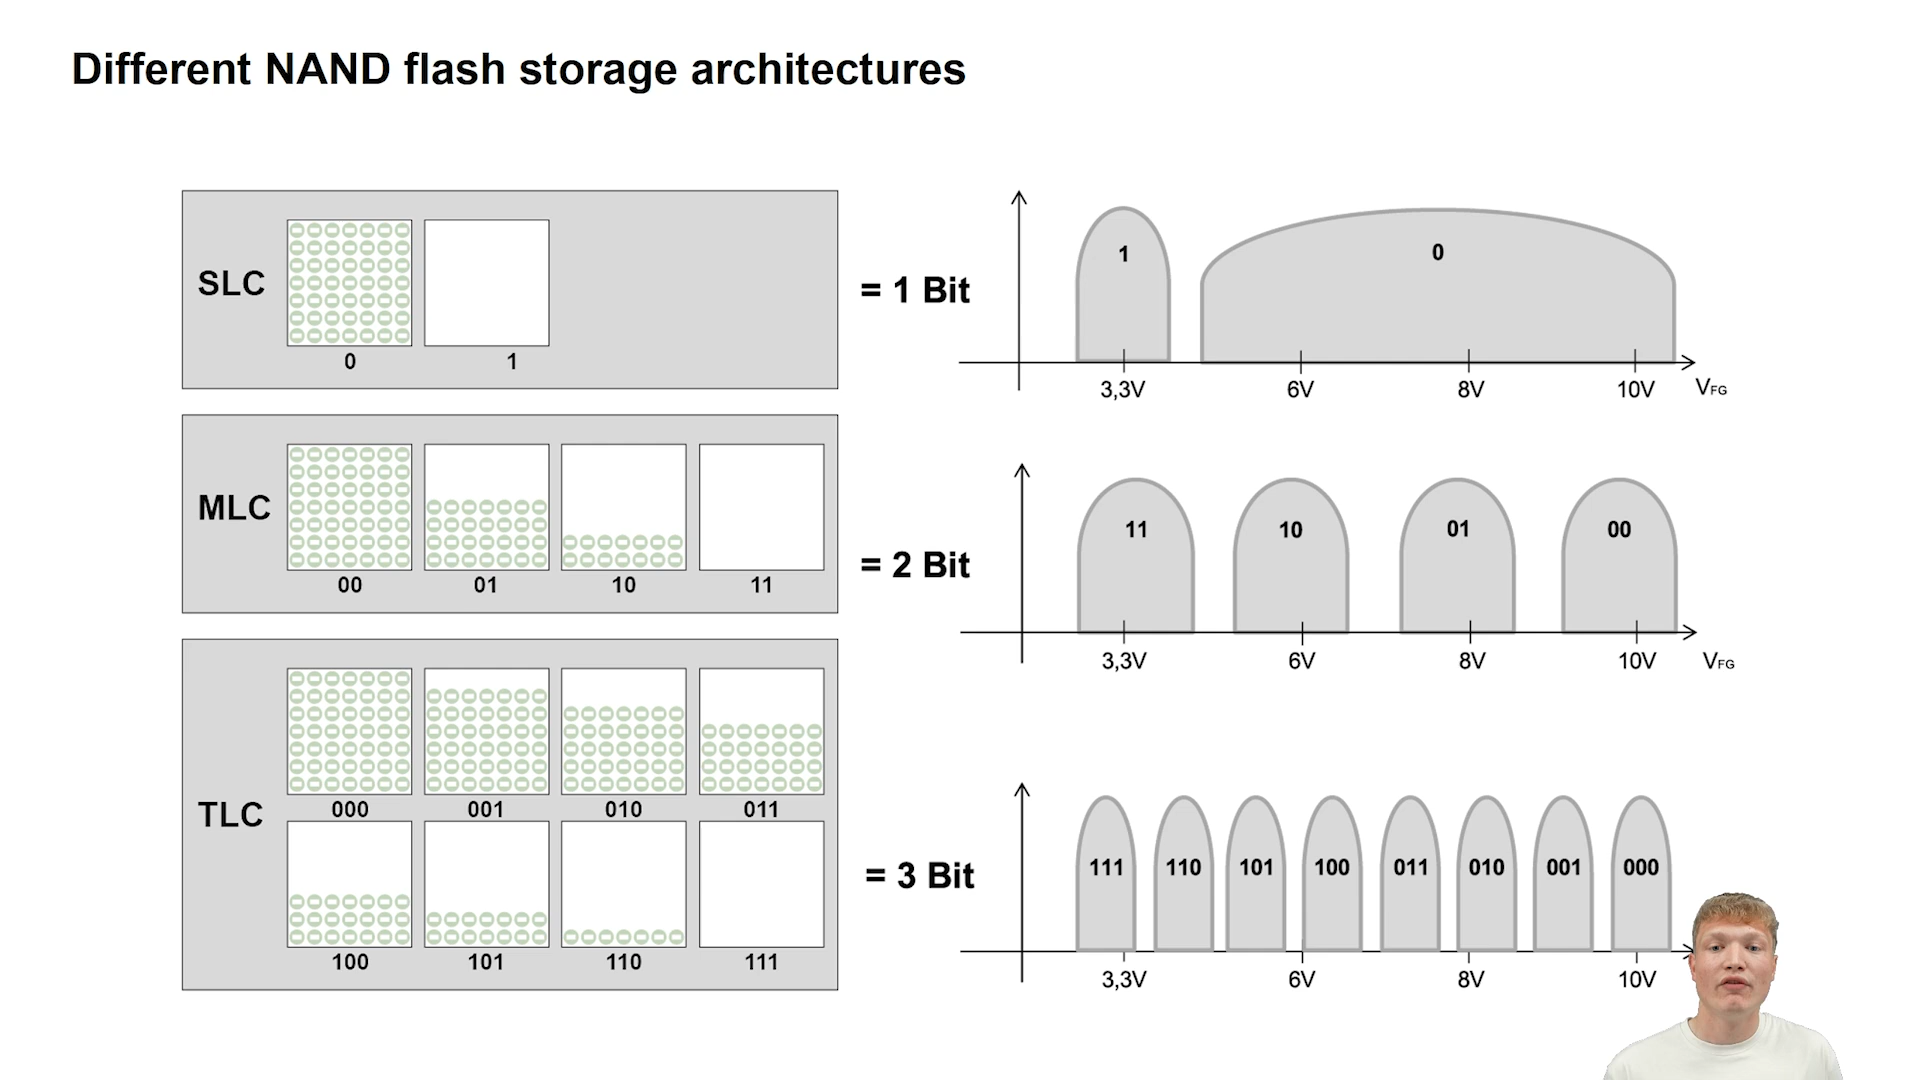 Different NAND flash storage architectures
SLC
0 1
= 1 Bit
1 0
3,3V 6V 8V 10V VFG
MLC
00 01 10 11
= 2 Bit
11 10 01 00
3,3V 6V 8V 10V VFG
TLC
000 001 010 011
100 101 110 111
= 3 Bit
111 110 101 100 011 010 001 000
3,3V 6V 8V 10V